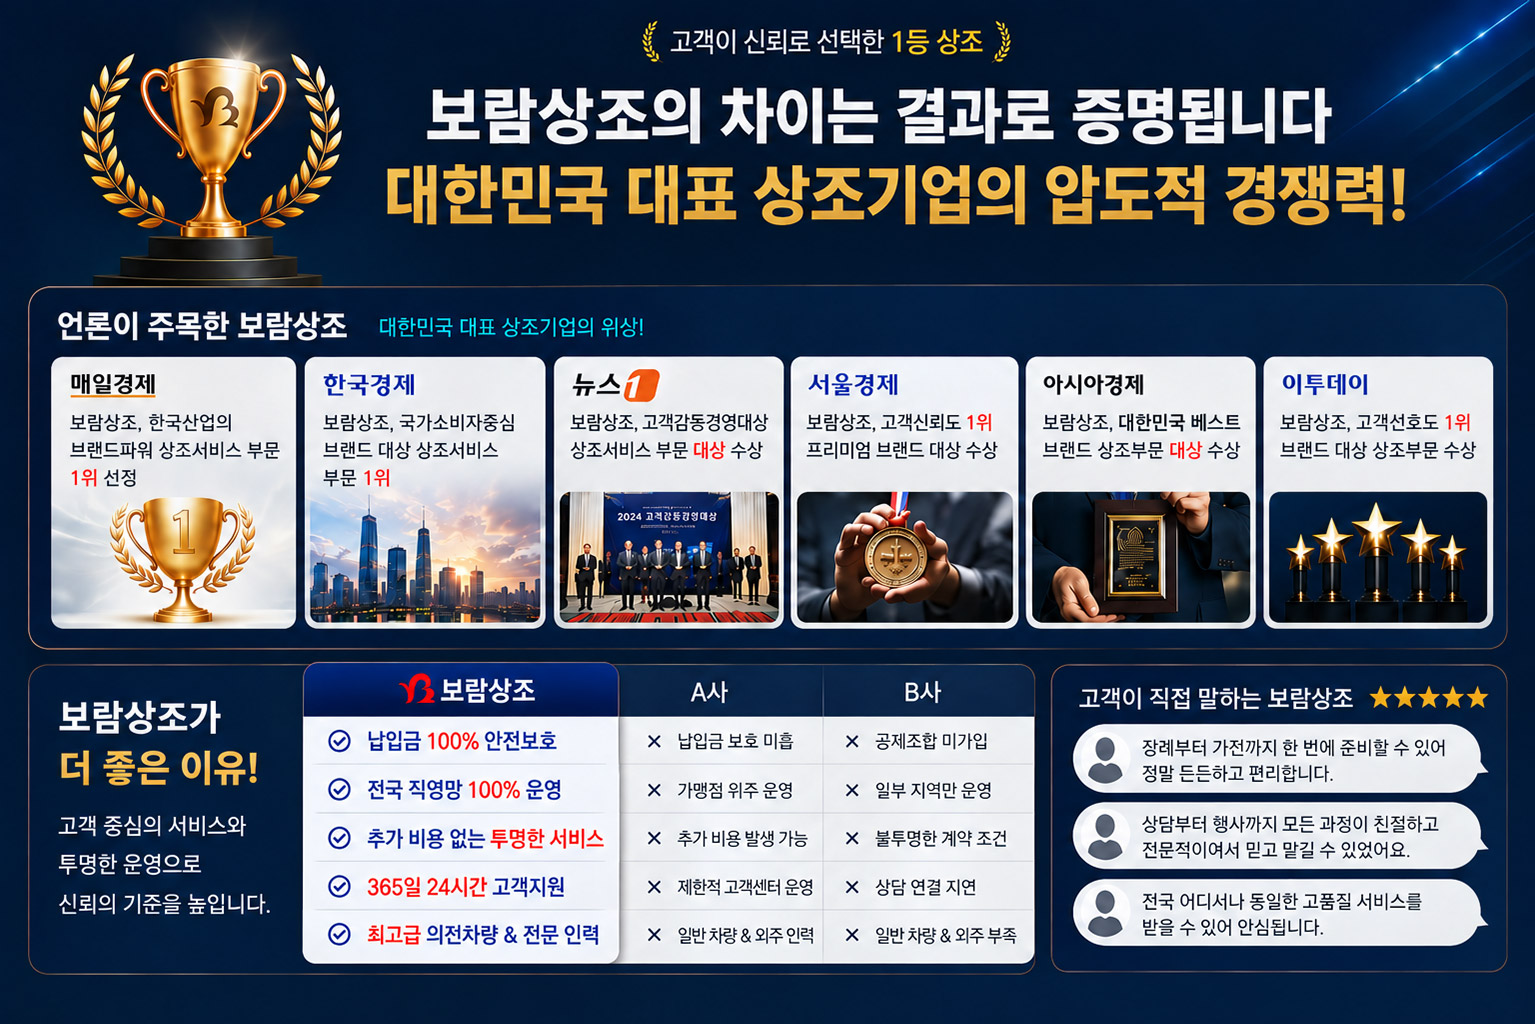 고객이 신뢰로 선택한 1등 상조
보람상조의 차이는 결과로 증명됩니다
대한민국 대표 상조기업의 압도적 경쟁력!
언론이 주목한 보람상조
대한민국 대표 상조기업의 위상!
매일경제
보람상조, 한국산업의
브랜드파워 상조서비스 부문
1위 선정
1
한국경제
보람상조, 국가소비자중심
브랜드 대상 상조서비스
부문 1위
뉴스1
보람상조, 고객감동경영대상
상조서비스 부문 대상 수상
2024 고객감동경영대상
서울경제
보람상조, 고객신뢰도 1위
프리미엄 브랜드 대상 수상
아시아경제
보람상조, 대한민국 베스트
브랜드 상조부문 대상 수상
이투데이
보람상조, 고객선호도 1위
브랜드 대상 상조부문 수상
보람상조가
더 좋은 이유!
고객 중심의 서비스와
투명한 운영으로
신뢰의 기준을 높입니다.
보람상조 A사 B사
납입금 100% 안전보호 납입금 보호 미흡 공제조합 미가입
전국 직영망 100% 운영 가맹점 위주 운영 일부 지역만 운영
추가 비용 없는 투명한 서비스 추가 비용 발생 가능 불투명한 계약 조건
365일 24시간 고객지원 제한적 고객센터 운영 상담 연결 지연
최고급 의전차량 & 전문 인력 일반 차량 & 외주 인력 일반 차량 & 외주 부족
고객이 직접 말하는 보람상조
장례부터 가전까지 한 번에 준비할 수 있어
정말 든든하고 편리합니다.
상담부터 행사까지 모든 과정이 친절하고
전문적이여서 믿고 맡길 수 있었어요.
전국 어디서나 동일한 고품질 서비스를
받을 수 있어 안심됩니다.